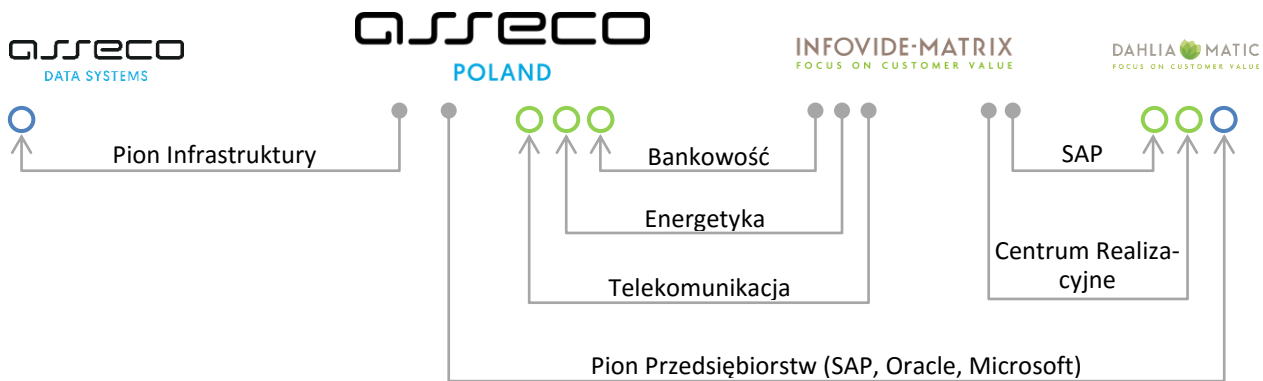 asseco
DATA SYSTEMS
asseco
POLAND
INFOVIDE-MATRIX
FOCUS ON CUSTOMER VALUE
DAHLIA MATIC
FOCUS ON CUSTOMER VALUE
Pion Infrastruktury
Bankowość
SAP
Energetyka
Centrum Realiza-
cyjne
Telekomunikacja
Pion Przedsiębiorstw (SAP, Oracle, Microsoft)